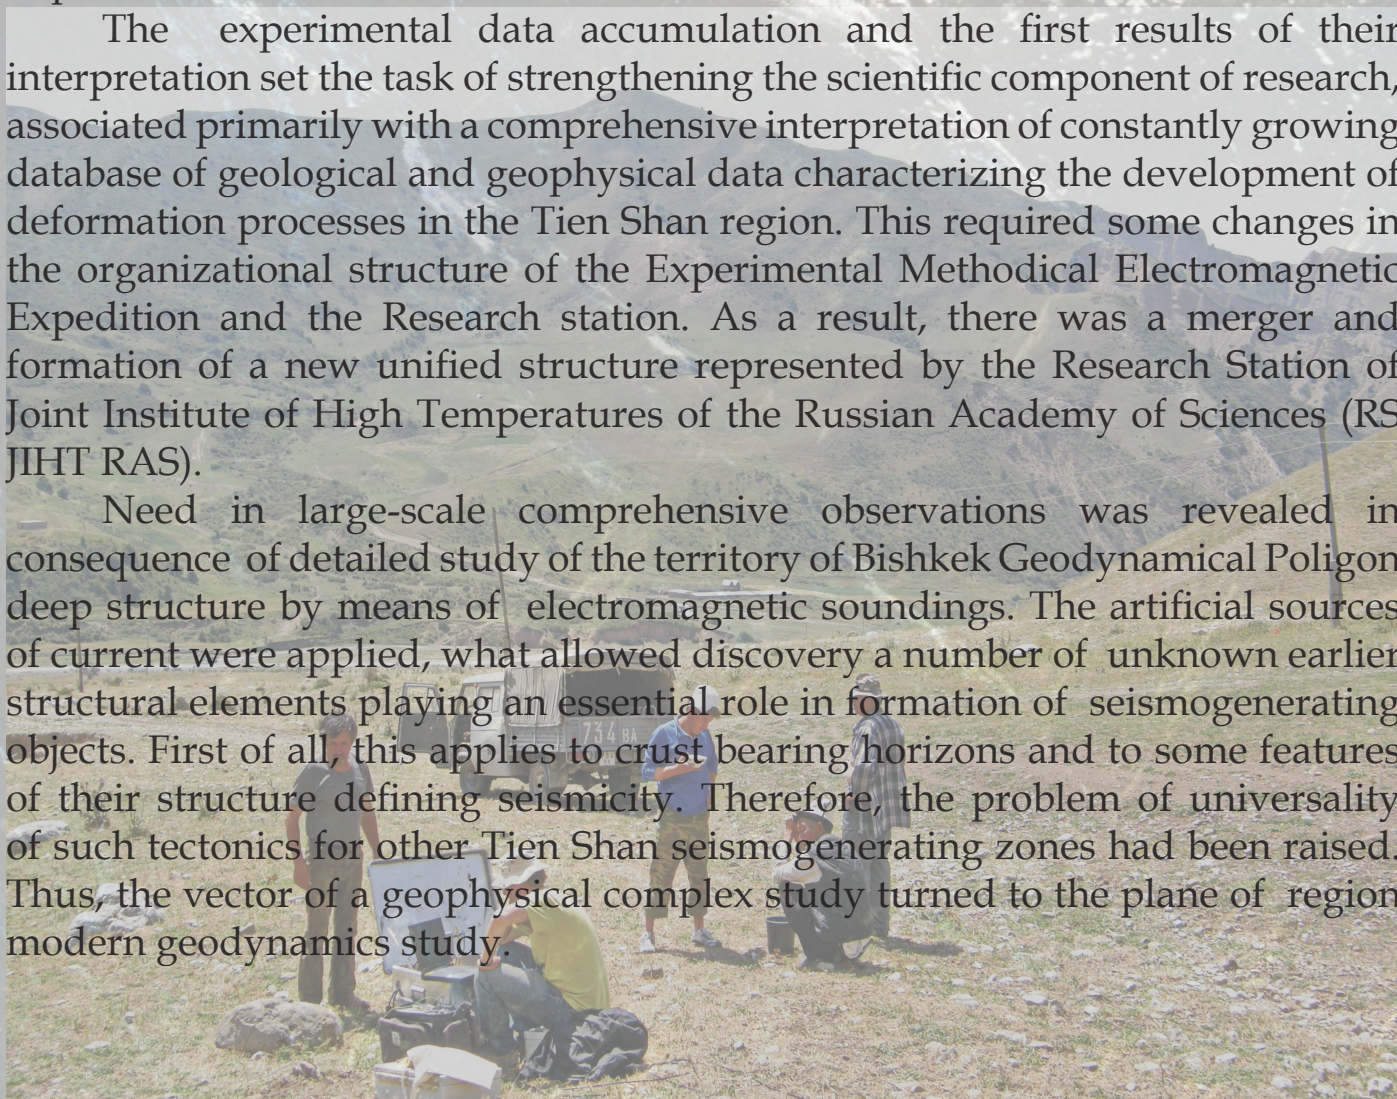 The experimental data accumulation and the first results of their
interpretation set the task of strengthening the scientific component of research,
associated primarily with a comprehensive interpretation of constantly growing
database of geological and geophysical data characterizing the development of
deformation processes in the Tien Shan region. This required some changes in
the organizational structure of the Experimental Methodical Electromagnetic
Expedition and the Research station. As a result, there was a merger and
formation of a new unified structure represented by the Research Station of
Joint Institute of High Temperatures of the Russian Academy of Sciences (RS
JIHT RAS).
Need in large-scale comprehensive observations was revealed in
consequence of detailed study of the territory of Bishkek Geodynamical Poligon
deep structure by means of electromagnetic soundings. The artificial sources
of current were applied, what allowed discovery a number of unknown earlier
structural elements playing an essential role in formation of seismogenerating
objects. First of all, this applies to crust bearing horizons and to some features
of their structure defining seismicity. Therefore, the problem of universality
of such tectonics for other Tien Shan seismogenerating zones had been raised.
Thus, the vector of a geophysical complex study turned to the plane of region
modern geodynamics study.
734 BA